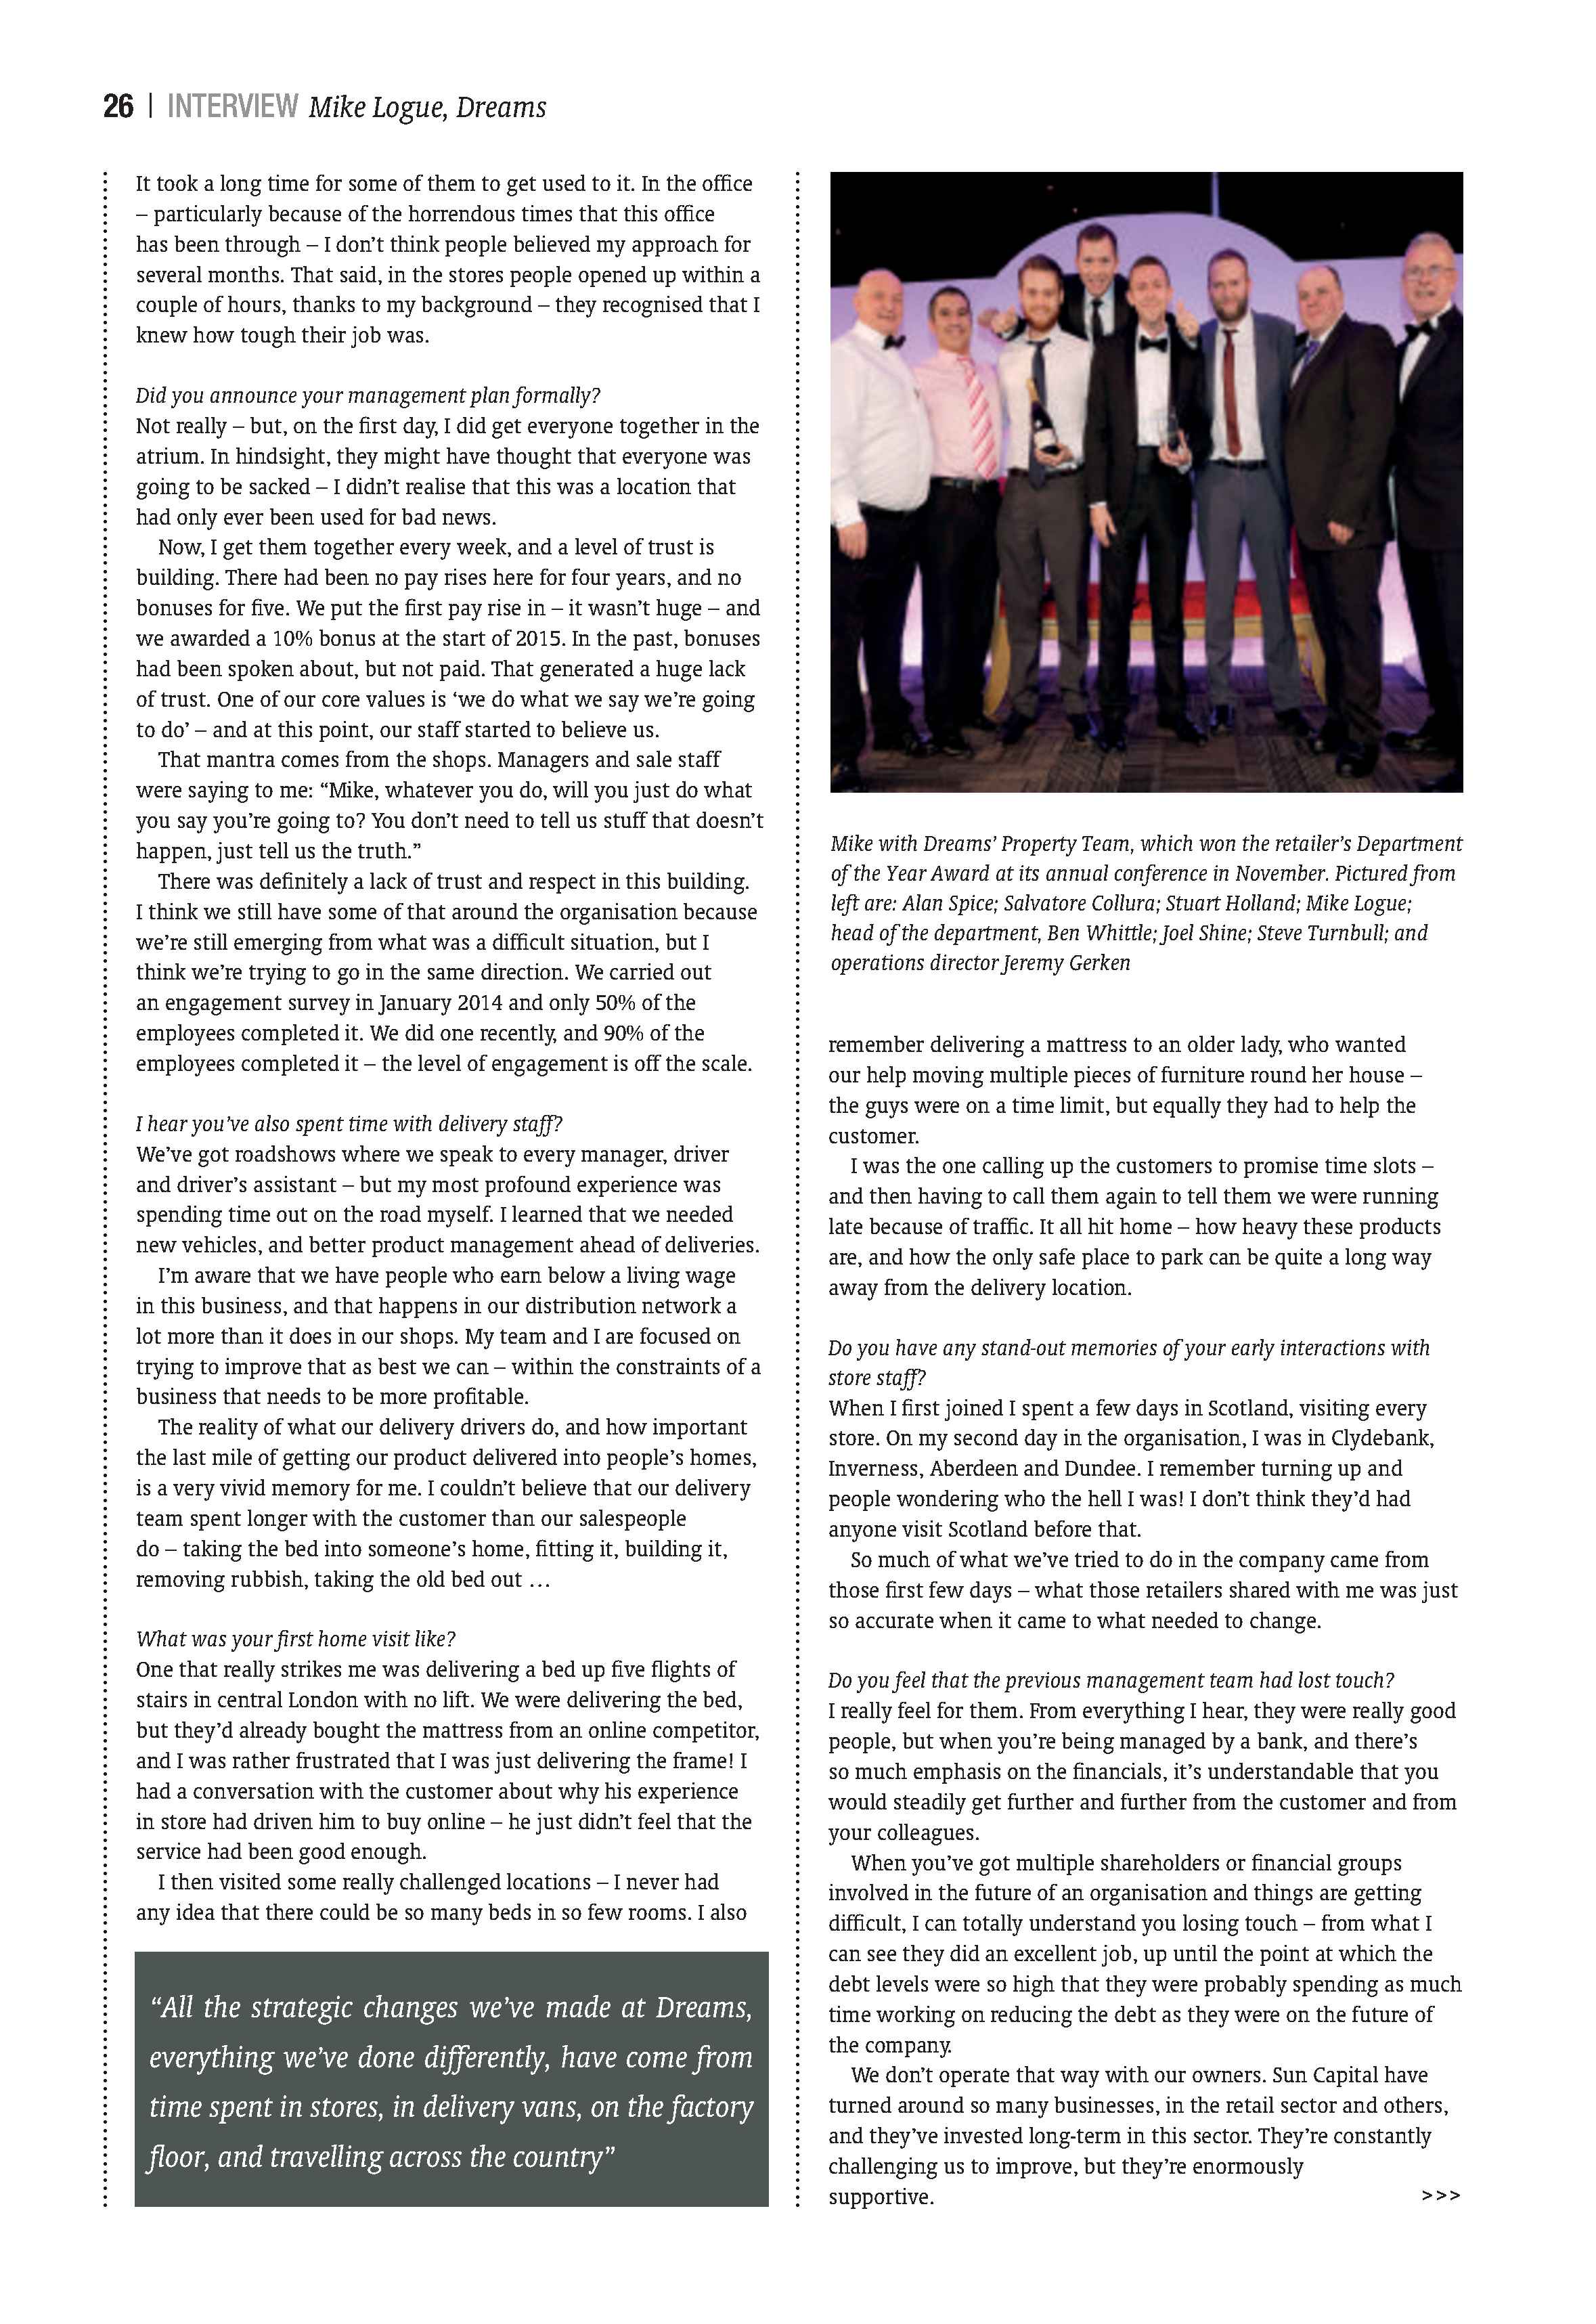 26 | INTERVIEW Mike Logue, Dreams
It took a long time for some of them to get used to it. In the office
– particularly because of the horrendous times that this office
has been through – I don’t think people believed my approach for
several months. That said, in the stores people opened up within a
couple of hours, thanks to my background – they recognised that I
knew how tough their job was.
Did you announce your management plan formally?
Not really – but, on the first day, I did get everyone together in the
atrium. In hindsight, they might have thought that everyone was
going to be sacked – I didn’t realise that this was a location that
had only ever been used for bad news.
Now, I get them together every week, and a level of trust is
building. There had been no pay rises here for four years, and no
bonuses for five. We put the first pay rise in – it wasn’t huge – and
we awarded a 10% bonus at the start of 2015. In the past, bonuses
had been spoken about, but not paid. That generated a huge lack
of trust. One of our core values is ‘we do what we say we’re going
to do’ – and at this point, our staff started to believe us.
That mantra comes from the shops. Managers and sale staff
were saying to me: “Mike, whatever you do, will you just do what
you say you’re going to? You don’t need to tell us stuff that doesn’t
happen, just tell us the truth.”
There was definitely a lack of trust and respect in this building.
I think we still have some of that around the organisation because
we’re still emerging from what was a difficult situation, but I
think we’re trying to go in the same direction. We carried out
an engagement survey in January 2014 and only 50% of the
employees completed it. We did one recently, and 90% of the
employees completed it – the level of engagement is off the scale.
I hear you’ve also spent time with delivery staff?
We’ve got roadshows where we speak to every manager, driver
and driver’s assistant – but my most profound experience was
spending time out on the road myself. I learned that we needed
new vehicles, and better product management ahead of deliveries.
I’m aware that we have people who earn below a living wage
in this business, and that happens in our distribution network a
lot more than it does in our shops. My team and I are focused on
trying to improve that as best we can – within the constraints of a
business that needs to be more profitable.
The reality of what our delivery drivers do, and how important
the last mile of getting our product delivered into people’s homes,
is a very vivid memory for me. I couldn’t believe that our delivery
team spent longer with the customer than our salespeople
do – taking the bed into someone’s home, fitting it, building it,
removing rubbish, taking the old bed out …
What was your first home visit like?
One that really strikes me was delivering a bed up five flights of
stairs in central London with no lift. We were delivering the bed,
but they’d already bought the mattress from an online competitor,
and I was rather frustrated that I was just delivering the frame! I
had a conversation with the customer about why his experience
in store had driven him to buy online – he just didn’t feel that the
service had been good enough.
I then visited some really challenged locations – I never had
any idea that there could be so many beds in so few rooms. I also
“All the strategic changes we’ve made at Dreams,
everything we’ve done differently, have come from
time spent in stores, in delivery vans, on the factory
floor, and travelling across the country”
Mike with Dreams’ Property Team, which won the retailer’s Department
of the Year Award at its annual conference in November. Pictured from
left are: Alan Spice; Salvatore Collura; Stuart Holland; Mike Logue;
head of the department, Ben Whittle; Joel Shine; Steve Turnbull; and
operations director Jeremy Gerken
remember delivering a mattress to an older lady, who wanted
our help moving multiple pieces of furniture round her house –
the guys were on a time limit, but equally they had to help the
customer.
I was the one calling up the customers to promise time slots –
and then having to call them again to tell them we were running
late because of traffic. It all hit home – how heavy these products
are, and how the only safe place to park can be quite a long way
away from the delivery location.
Do you have any stand-out memories of your early interactions with
store staff?
When I first joined I spent a few days in Scotland, visiting every
store. On my second day in the organisation, I was in Clydebank,
Inverness, Aberdeen and Dundee. I remember turning up and
people wondering who the hell I was! I don’t think they’d had
anyone visit Scotland before that.
So much of what we’ve tried to do in the company came from
those first few days – what those retailers shared with me was just
so accurate when it came to what needed to change.
Do you feel that the previous management team had lost touch?
I really feel for them. From everything I hear, they were really good
people, but when you’re being managed by a bank, and there’s
so much emphasis on the financials, it’s understandable that you
would steadily get further and further from the customer and from
your colleagues.
When you’ve got multiple shareholders or financial groups
involved in the future of an organisation and things are getting
difficult, I can totally understand you losing touch – from what I
can see they did an excellent job, up until the point at which the
debt levels were so high that they were probably spending as much
time working on reducing the debt as they were on the future of
the company.
We don’t operate that way with our owners. Sun Capital have
turned around so many businesses, in the retail sector and others,
and they’ve invested long-term in this sector. They’re constantly
challenging us to improve, but they’re enormously
supportive. >>>